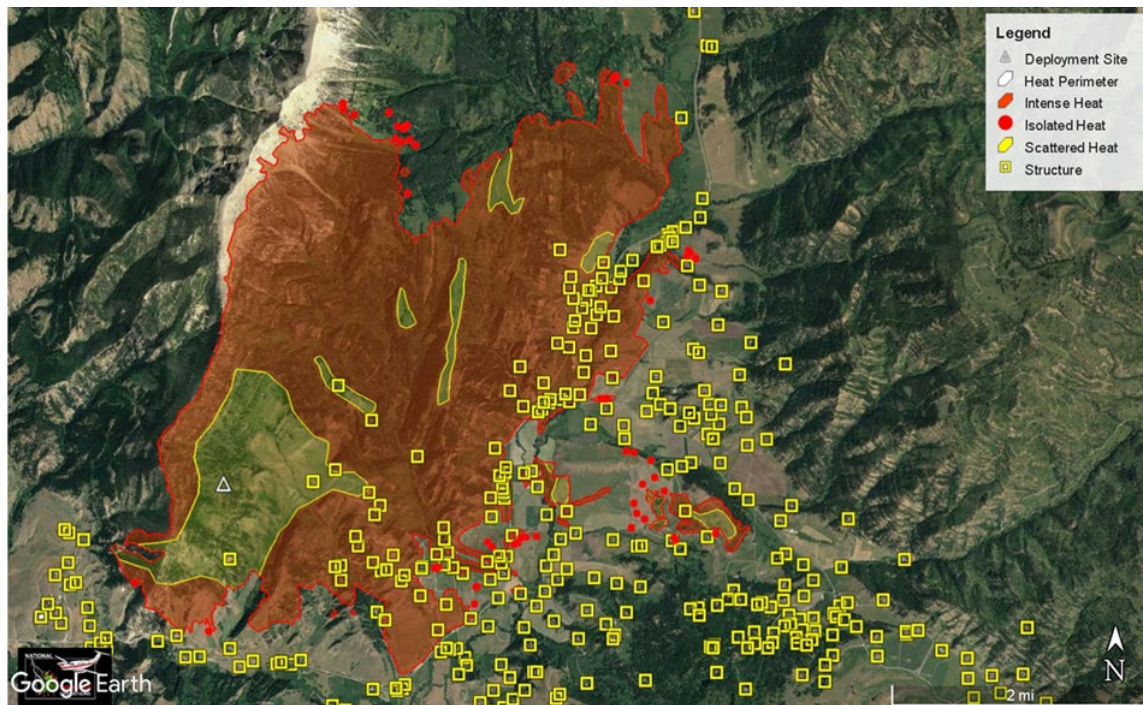 Legend
Deployment Site
Heat Perimeter
Intense Heat
Isolated Heat
Scattered Heat
Structure
N
NATIONAL
Google Earth
2 mi